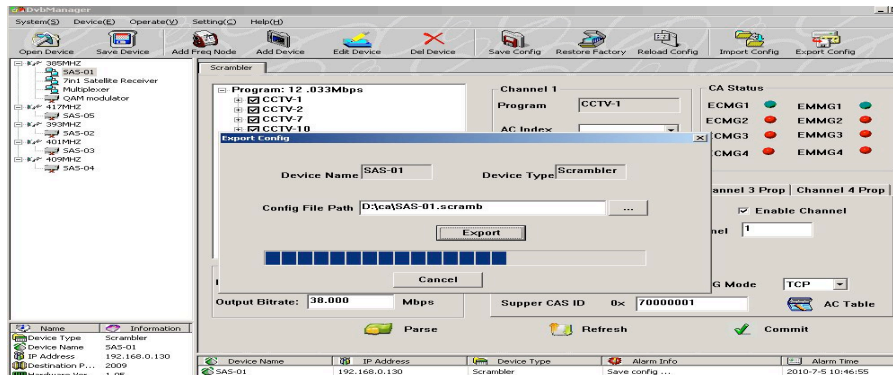 DvbManager
System(S) Device(E) Operate(V) Setting(C) Help(H)
Open Device Save Device Add Freq Node Add Device Edit Device Del Device Save Config Restore Factory Reload Config Import Config Export Config
385MHZ
SAS-01
7in1 Satellite Receiver
Multiplexer
QAM modulator
417MHZ
SAS-05
393MHZ
SAS-02
401MHZ
SAS-03
409MHZ
SAS-04
Scrambler
Program: 12 .033Mbps
CCTV-1
CCTV-2
CCTV-7
CCTV-10
Channel 1
Program CCTV-1
AC Index
CA Status
ECMG1 EMMG1
ECMG2 EMMG2
CMG3 EMMG3
CMG4 EMMG4
Export Config
Device Name SAS-01 Device Type Scrambler
Config File Path D:\ca\SAS-01.scramb ...
Export
Cancel
annel 3 Prop Channel 4 Prop
Enable Channel
nel 1
G Mode TCP
Output Bitrate: 38.000 Mbps
Supper CAS ID 0x 70000001 AC Table
Parse Refresh Commit
Name Information
Device Type Scrambler
Device Name SAS-01
IP Address 192.168.0.130
Destination P... 2009
Hardware Ver 1.05
Device Name IP Address Device Type Alarm Info Alarm Time
SAS-01 192.168.0.130 Scrambler Save config ... 2010-7-5 10:46:55